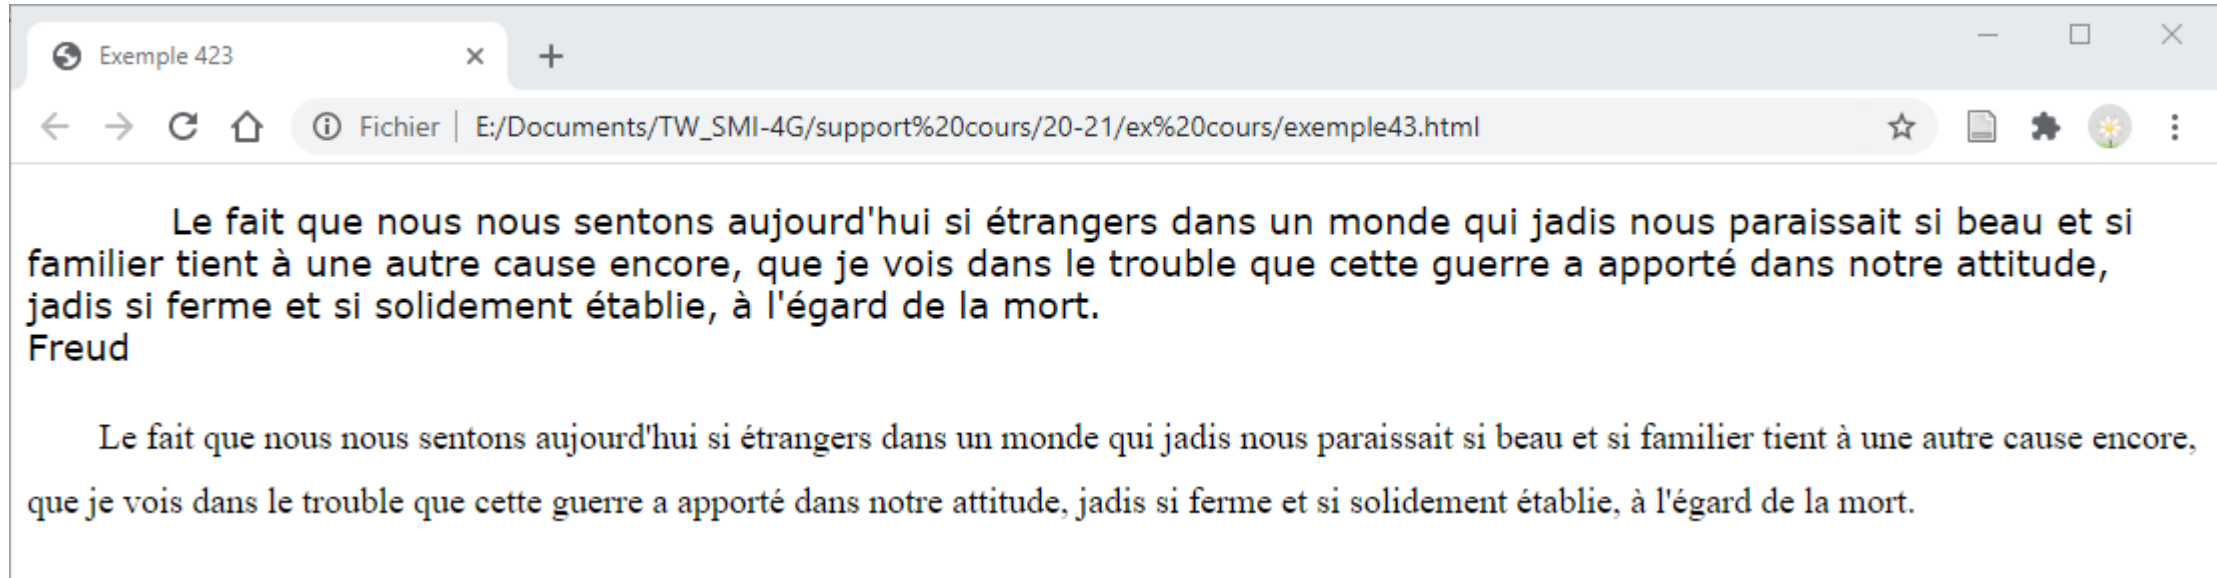 Exemple 423
Fichier | E:/Documents/TW_SMI-4G/support%20cours/20-21/ex%20cours/exemple43.html
Le fait que nous nous sentons aujourd'hui si étrangers dans un monde qui jadis nous paraissait si beau et si
familier tient à une autre cause encore, que je vois dans le trouble que cette guerre a apporté dans notre attitude,
jadis si ferme et si solidement établie, à l'égard de la mort.
Freud
Le fait que nous nous sentons aujourd'hui si étrangers dans un monde qui jadis nous paraissait si beau et si familier tient à une autre cause encore,
que je vois dans le trouble que cette guerre a apporté dans notre attitude, jadis si ferme et si solidement établie, à l'égard de la mort.